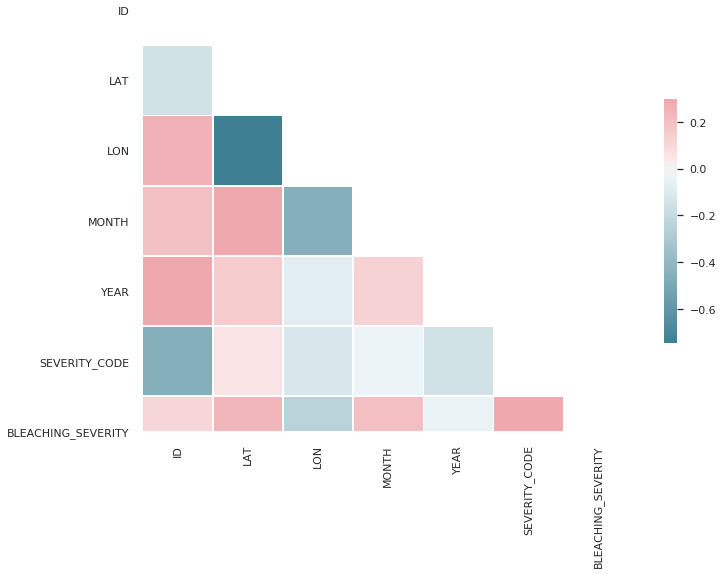 ID
LAT
LON
MONTH
YEAR
SEVERITY_CODE
BLEACHING_SEVERITY
ID
LAT
LON
MONTH
YEAR
SEVERITY_CODE
BLEACHING_SEVERITY
0.2
0.0
−0.2
−0.4
−0.6